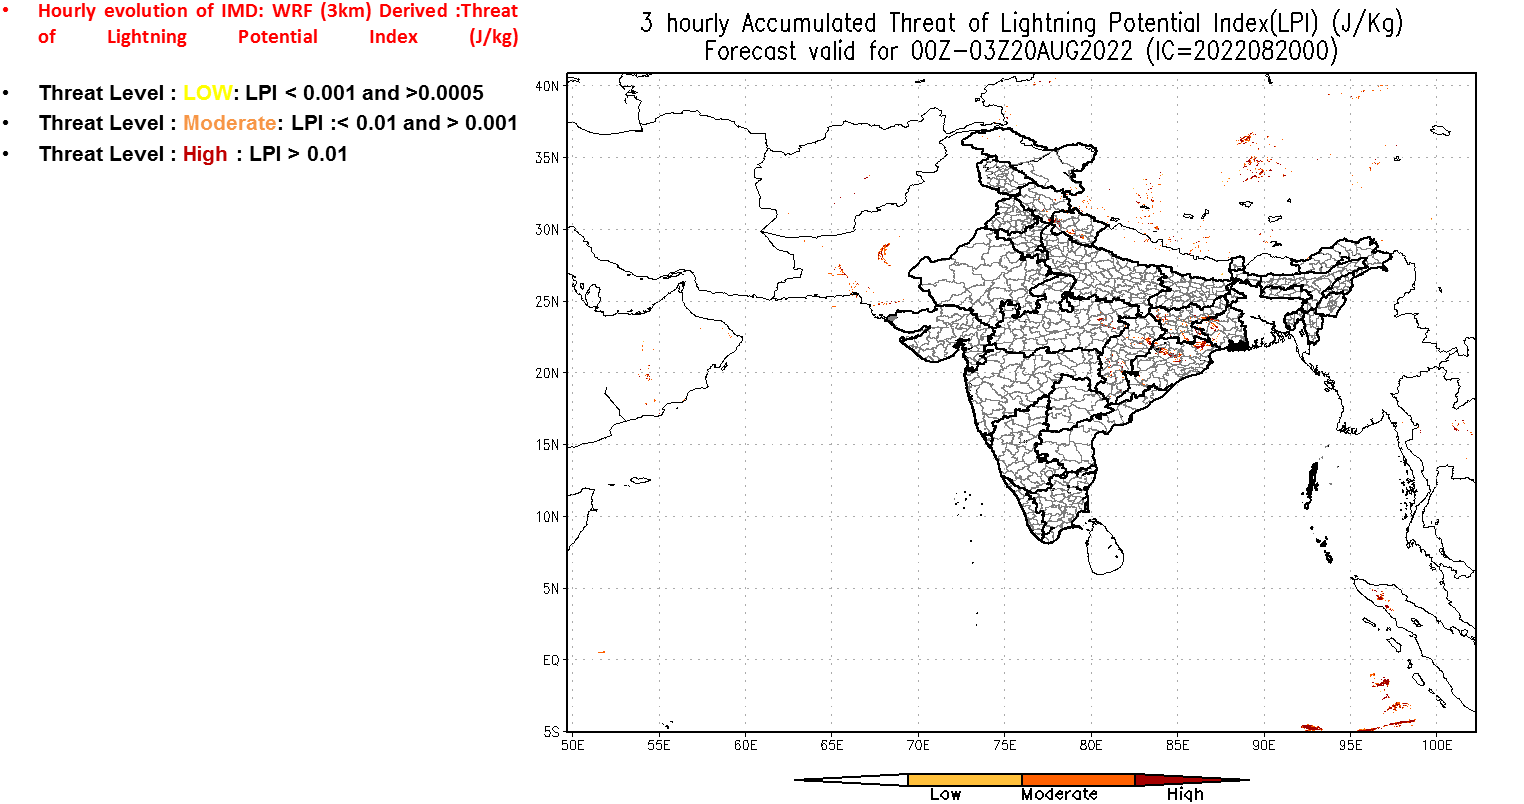 • Hourly evolution of IMD: WRF (3km) Derived :Threat
of Lightning Potential Index (J/kg)
• Threat Level : LOW: LPI < 0.001 and >0.0005
• Threat Level : Moderate: LPI :< 0.01 and > 0.001
• Threat Level : High : LPI > 0.01
3 hourly Accumulated Threat of Lightning Potential Index(LPI) (J/Kg)
Forecast valid for 00Z-03Z20AUG2022 (IC=2022082000)
40N
35N
30N
25N
20N
15N
10N
5N
EQ
5S
50E 55E 60E 65E 70E 75E 80E 85E 90E 95E 100E
Low Moderate High